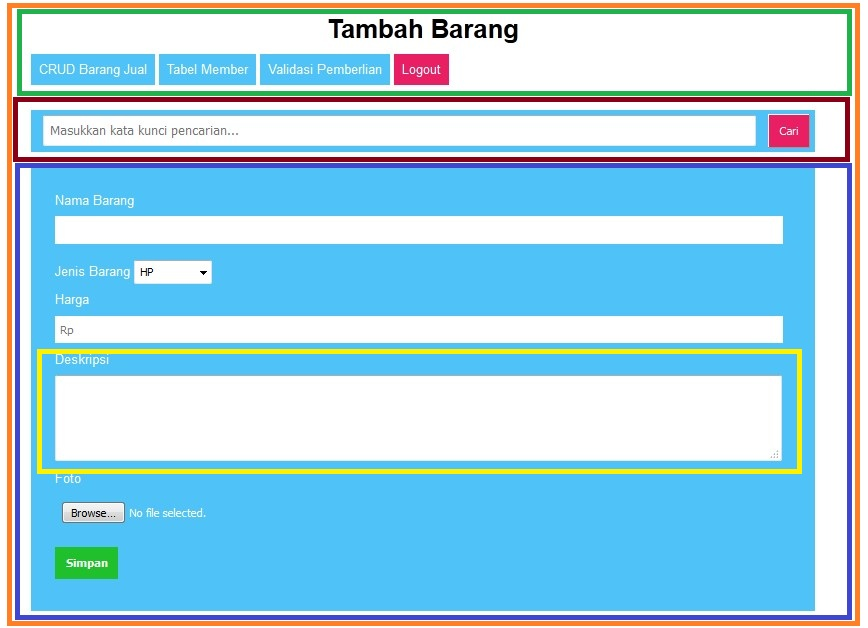 Tambah Barang
CRUD Barang Jual Tabel Member Validasi Pemberlian Logout
Masukkan kata kunci pencarian... Cari
Nama Barang
Jenis Barang HP
Harga
Rp
Deskripsi
Foto
Browse... No file selected.
Simpan